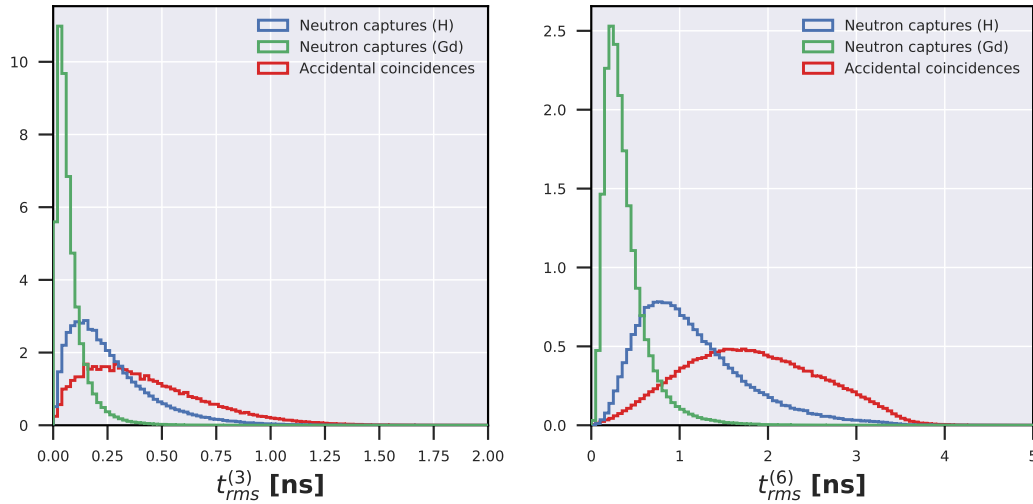 Neutron captures (H)
Neutron captures (Gd)
Accidental coincidences
10
8
6
4
2
0
0.00 0.25 0.50 0.75 1.00 1.25 1.50 1.75 2.00
t_{rms}^{(3)} [ns]
Neutron captures (H)
Neutron captures (Gd)
Accidental coincidences
2.5
2.0
1.5
1.0
0.5
0.0
0 1 2 3 4 5
t_{rms}^{(6)} [ns]